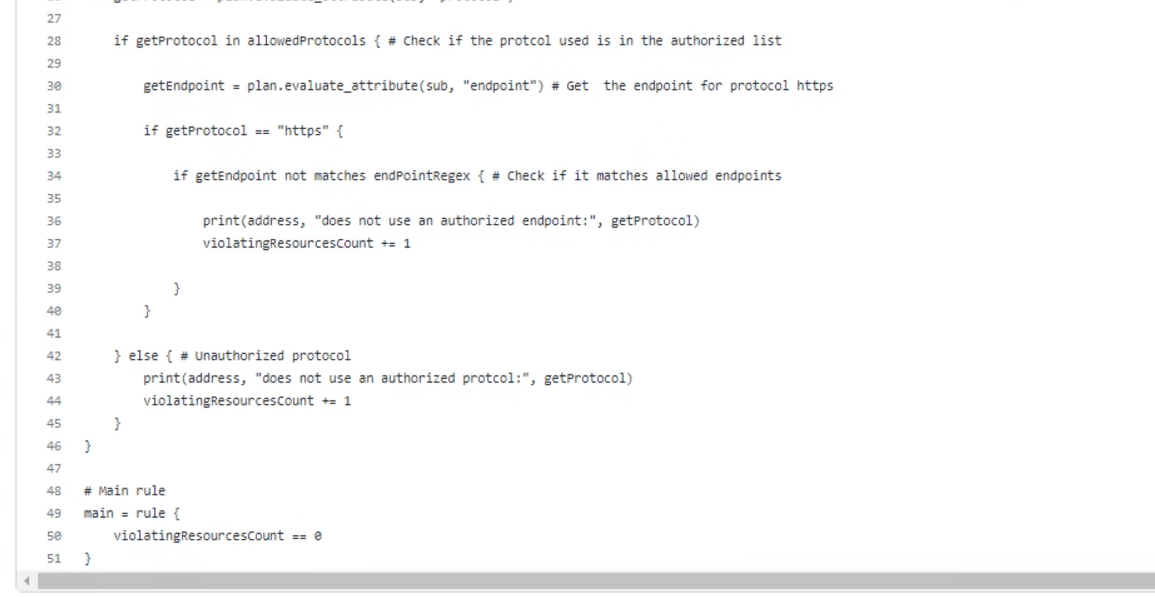 27
28 if getProtocol in allowedProtocols { # Check if the protcol used is in the authorized list
29
30 getEndpoint = plan.evaluate_attribute(sub, "endpoint") # Get  the endpoint for protocol https
31
32 if getProtocol == "https" {
33
34 if getEndpoint not matches endPointRegex { # Check if it matches allowed endpoints
35
36 print(address, "does not use an authorized endpoint:", getProtocol)
37 violatingResourcesCount += 1
38
39 }
40 }
41
42 } else { # Unauthorized protocol
43 print(address, "does not use an authorized protcol:", getProtocol)
44 violatingResourcesCount += 1
45 }
46 }
47
48 # Main rule
49 main = rule {
50 violatingResourcesCount == 0
51 }